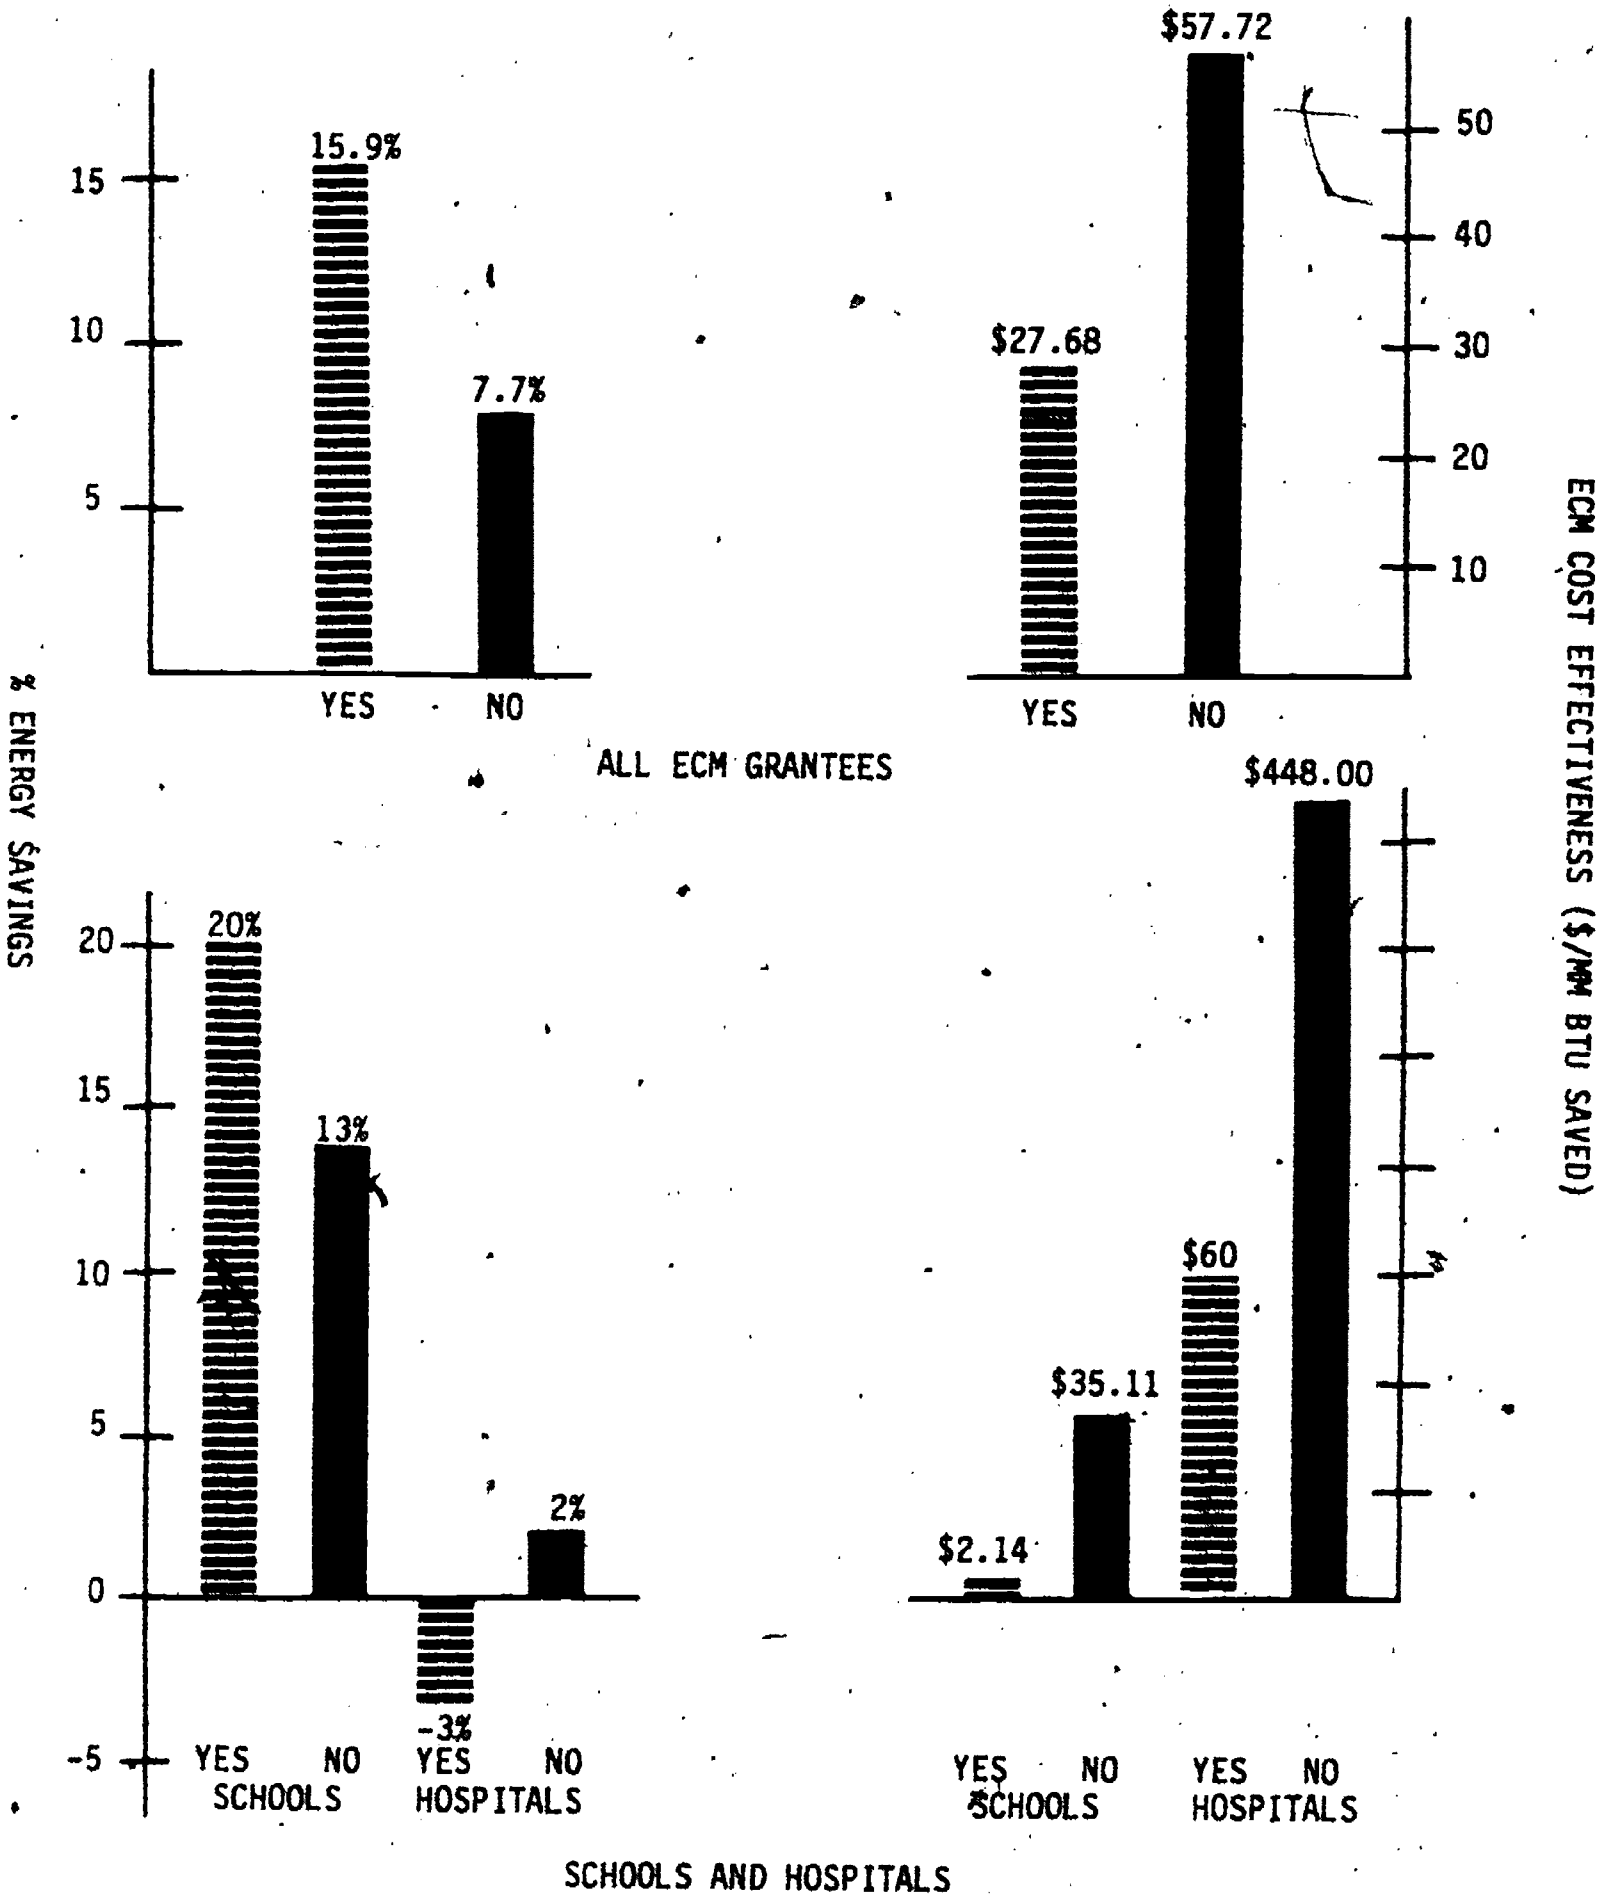 $57.72
15.9%
15
50
40
10
$27.68
30
7.7%
5
20
10
YES NO
YES NO
ALL ECM GRANTEES
% ENERGY SAVINGS
ECM COST EFFECTIVENESS ($/MM BTU SAVED)
$448.00
20%
20
15
13%
10
$60
$35.11
5
2%
$2.14
0
-3%
-5
YES NO YES NO
SCHOOLS HOSPITALS
YES NO YES NO
SCHOOLS HOSPITALS
SCHOOLS AND HOSPITALS